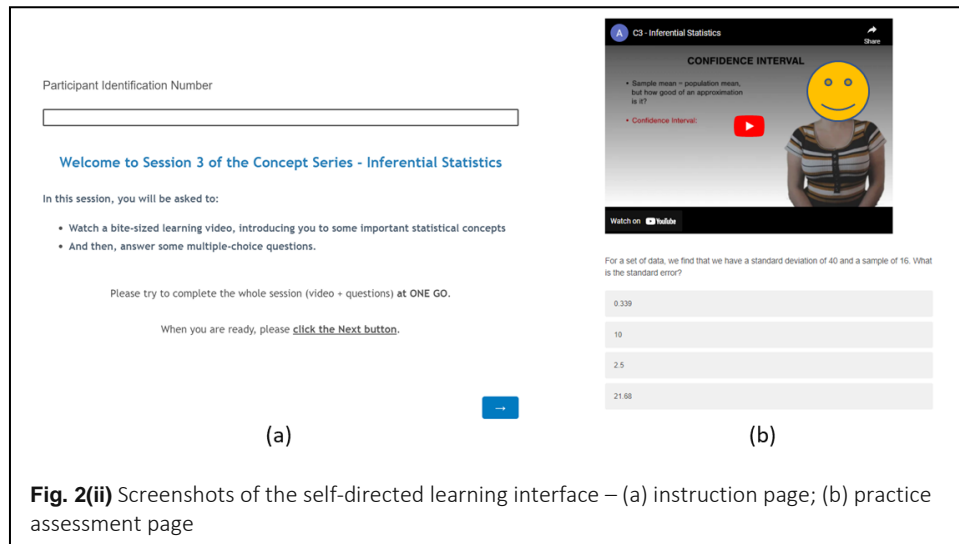 Participant Identification Number
Welcome to Session 3 of the Concept Series - Inferential Statistics
In this session, you will be asked to:
• Watch a bite-sized learning video, introducing you to some important statistical concepts
• And then, answer some multiple-choice questions.
Please try to complete the whole session (video + questions) at ONE GO.
When you are ready, please click the Next button.
→
(a)
A C3 - Inferential Statistics
Share
CONFIDENCE INTERVAL
• Sample mean ~ population mean,
but how good of an approximation
is it?
• Confidence Interval:
Watch on YouTube
For a set of data, we find that we have a standard deviation of 40 and a sample of 16. What
is the standard error?
0.339
10
2.5
21.68
(b)
Fig. 2(ii) Screenshots of the self-directed learning interface – (a) instruction page; (b) practice
assessment page